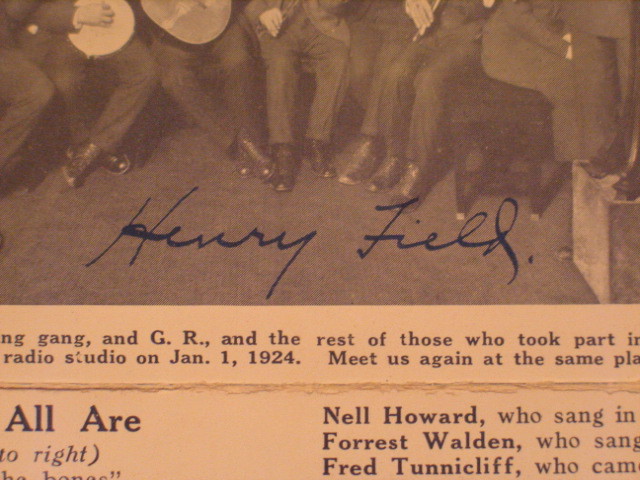 Henry Field.
ng gang, and G. R., and the rest of those who took part in
radio studio on Jan. 1, 1924. Meet us again at the same pla
All Are
to right)
he bones"
Nell Howard, who sang in
Forrest Walden, who sang
Fred Tunnicliff, who came